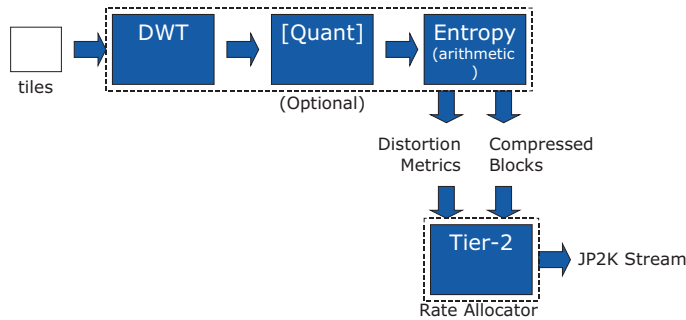 DWT
[Quant]
Entropy
(arithmetic
)
tiles
(Optional)
Distortion
Metrics
Compressed
Blocks
Tier-2
JP2K Stream
Rate Allocator